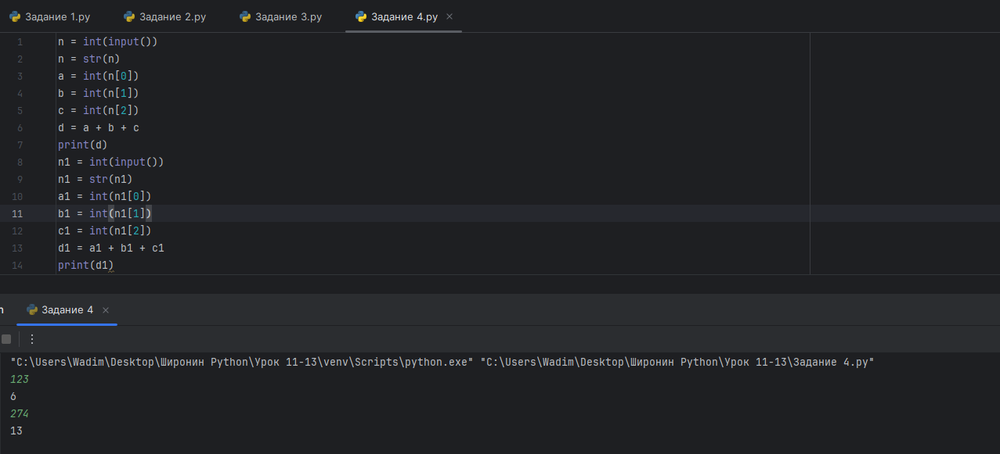 Задание 1.py Задание 2.py Задание 3.py Задание 4.py ×
1 n = int(input())
2 n = str(n)
3 a = int(n[0])
4 b = int(n[1])
5 c = int(n[2])
6 d = a + b + c
7 print(d)
8 n1 = int(input())
9 n1 = str(n1)
10 a1 = int(n1[0])
11 b1 = int(n1[1])
12 c1 = int(n1[2])
13 d1 = a1 + b1 + c1
14 print(d1)
Задание 4 ×
"C:\Users\Wadim\Desktop\Широнин Python\Урок 11-13\venv\Scripts\python.exe" "C:\Users\Wadim\Desktop\Широнин Python\Урок 11-13\Задание 4.py"
123
6
274
13